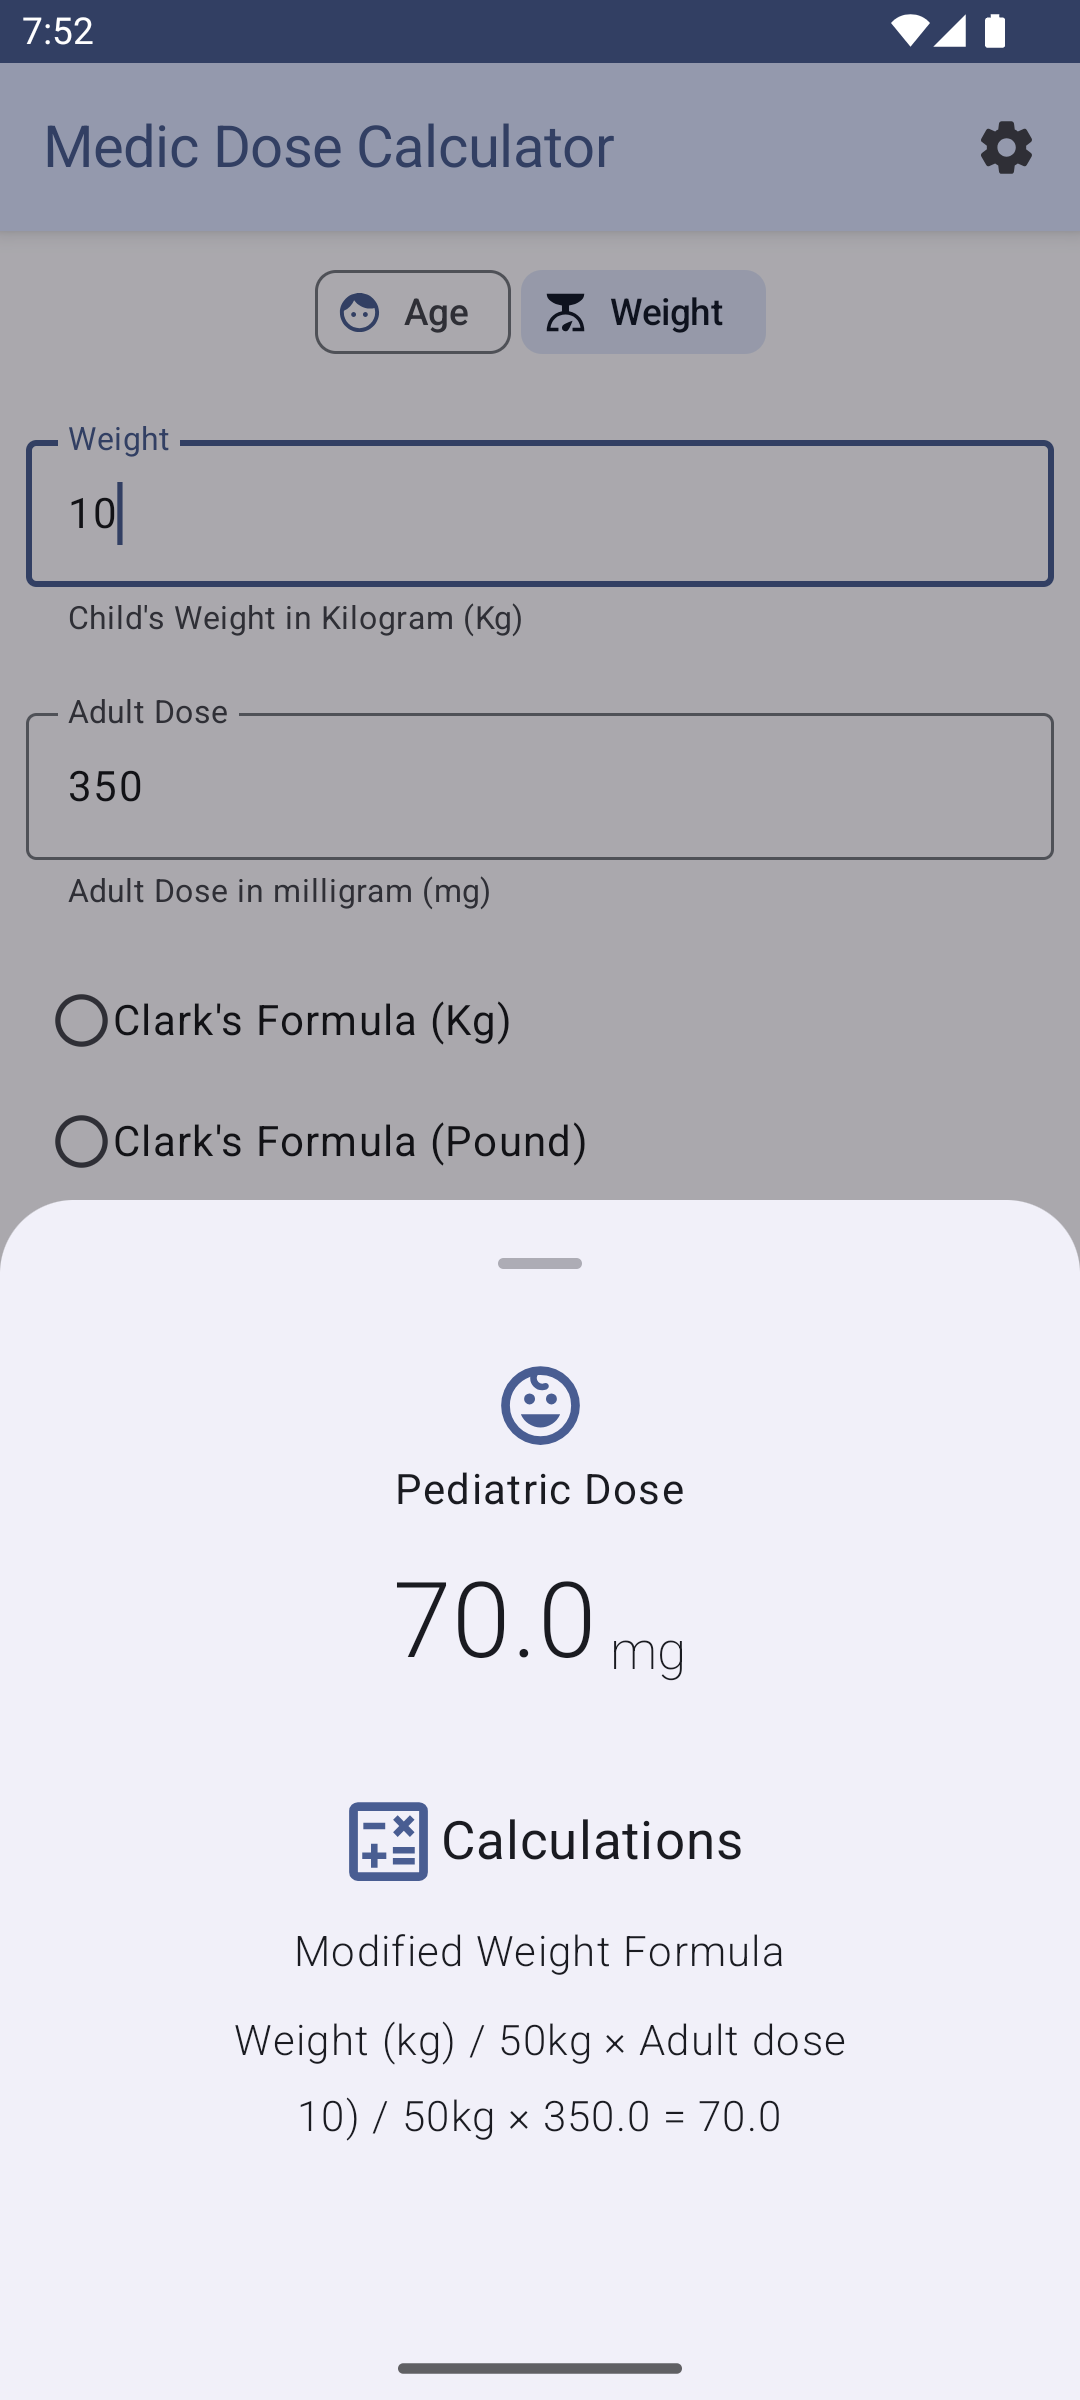 7:52
Medic Dose Calculator
Age
Weight
Weight
10
Child's Weight in Kilogram (Kg)
Adult Dose
350
Adult Dose in milligram (mg)
Clark's Formula (Kg)
Clark's Formula (Pound)
Pediatric Dose
70.0 mg
Calculations
Modified Weight Formula
Weight (kg) / 50kg × Adult dose
10) / 50kg × 350.0 = 70.0